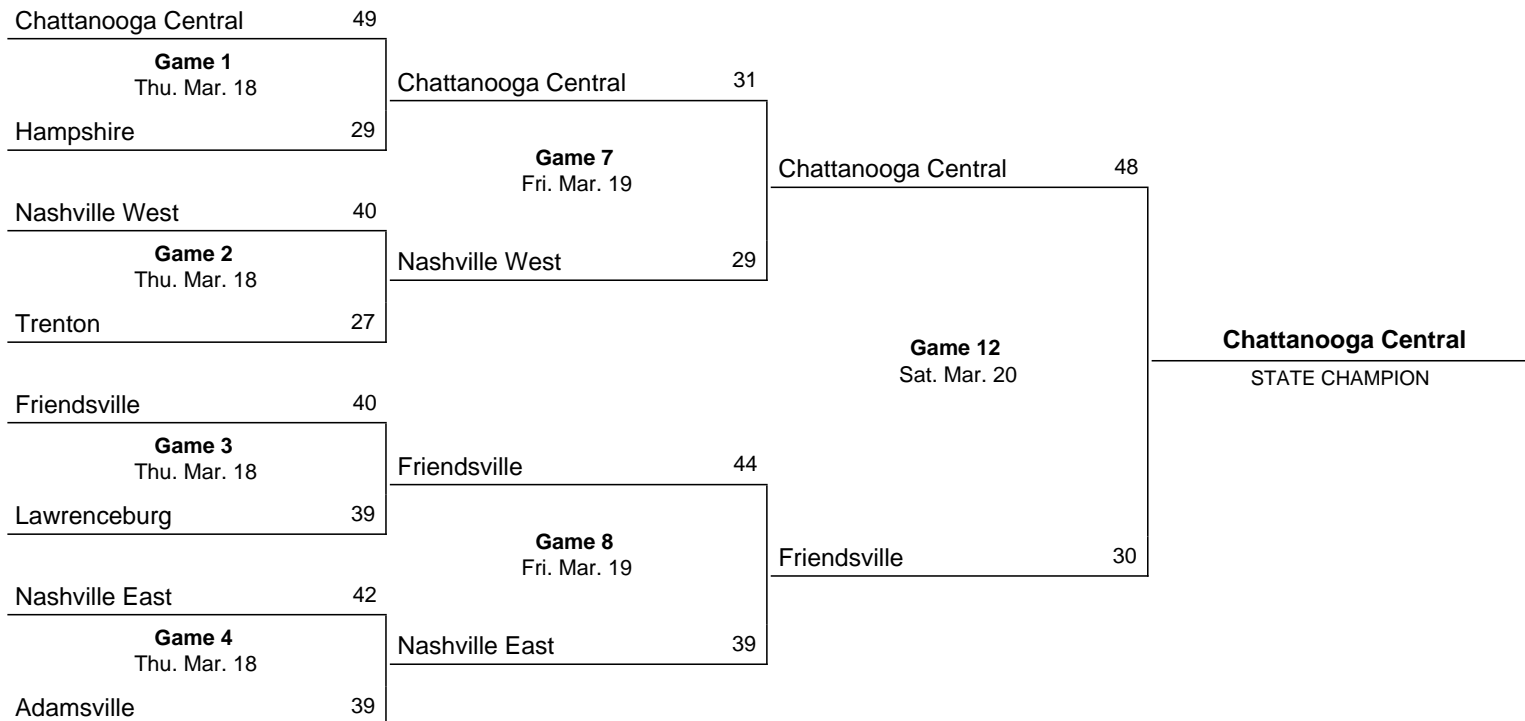 Chattanooga Central 49
Game 1
Thu. Mar. 18
Hampshire 29
Nashville West 40
Game 2
Thu. Mar. 18
Trenton 27
Friendsville 40
Game 3
Thu. Mar. 18
Lawrenceburg 39
Nashville East 42
Game 4
Thu. Mar. 18
Adamsville 39
Chattanooga Central 31
Game 7
Fri. Mar. 19
Nashville West 29
Friendsville 44
Game 8
Fri. Mar. 19
Nashville East 39
Chattanooga Central 48
Game 12
Sat. Mar. 20
Friendsville 30
Chattanooga Central
STATE CHAMPION